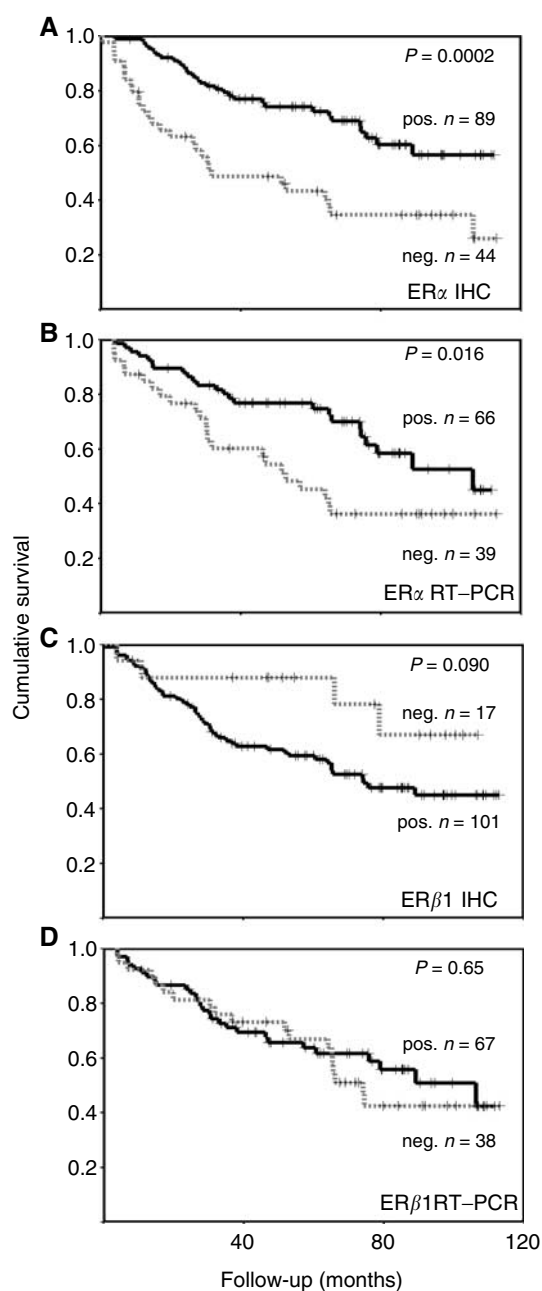 A
1.0
0.8
0.6
0.4
0.2
P = 0.0002
pos. n = 89
neg. n = 44
ERα IHC
B
1.0
0.8
0.6
0.4
0.2
P = 0.016
pos. n = 66
neg. n = 39
ERα RT–PCR
Cumulative survival
C
1.0
0.8
0.6
0.4
0.2
P = 0.090
neg. n = 17
pos. n = 101
ERβ1 IHC
D
1.0
0.8
0.6
0.4
0.2
P = 0.65
pos. n = 67
neg. n = 38
ERβ1RT–PCR
40 80 120
Follow-up (months)